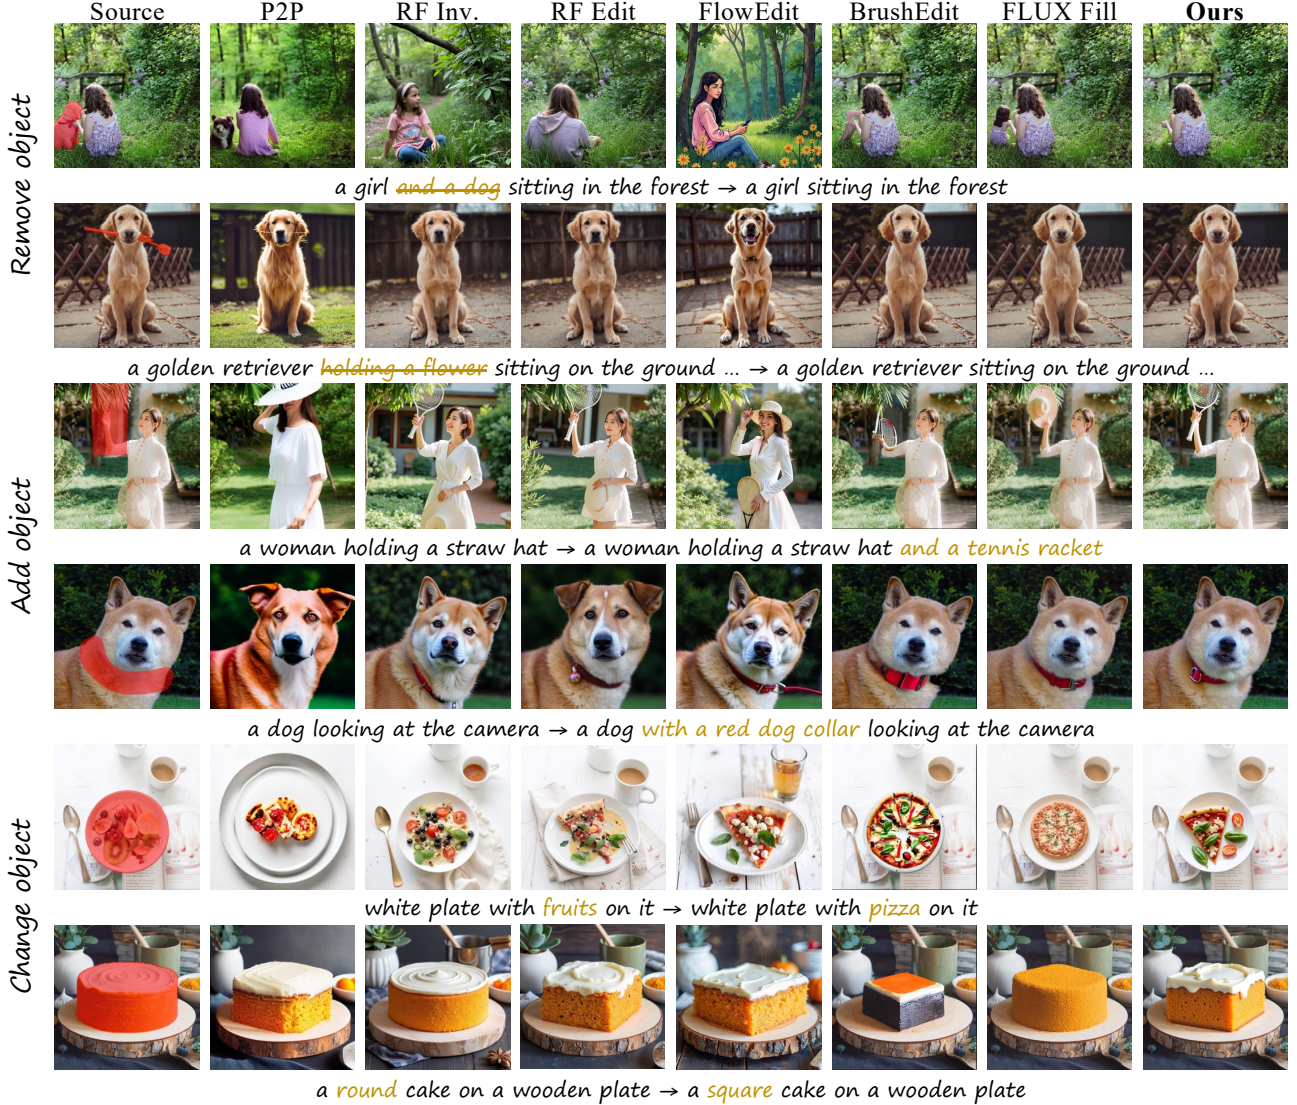 Source P2P RF Inv. RF Edit FlowEdit BrushEdit FLUX Fill Ours
Remove object
a girl and a dog sitting in the forest → a girl sitting in the forest
a golden retriever holding a flower sitting on the ground ... → a golden retriever sitting on the ground ...
Add object
a woman holding a straw hat → a woman holding a straw hat and a tennis racket
a dog looking at the camera → a dog with a red dog collar looking at the camera
Change object
white plate with fruits on it → white plate with pizza on it
a round cake on a wooden plate → a square cake on a wooden plate